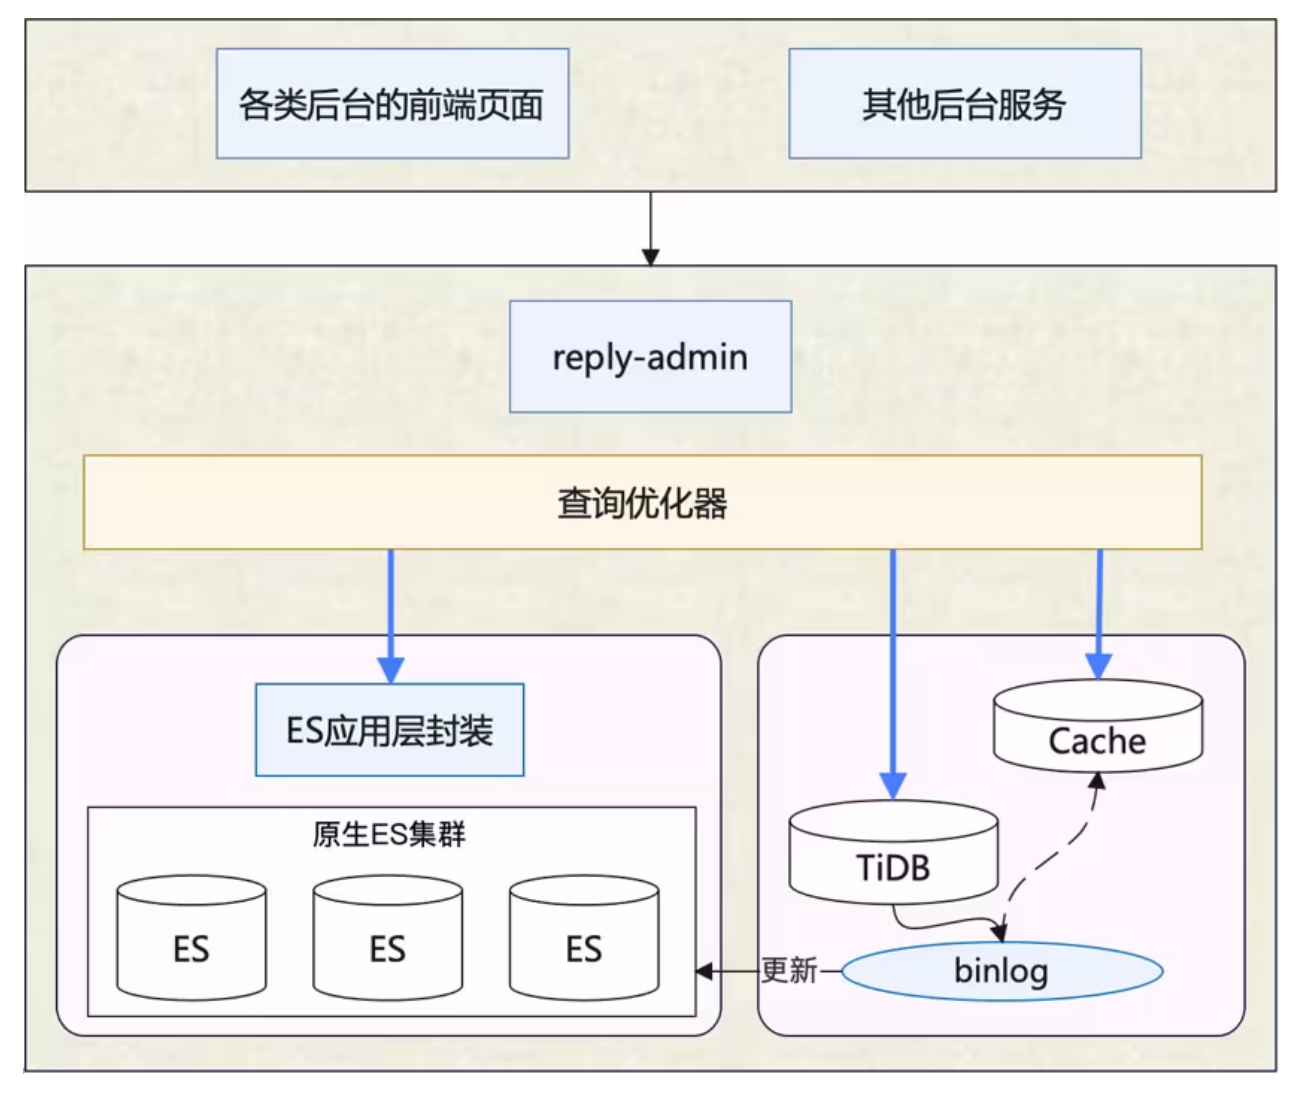 各类后台的前端页面
其他后台服务
reply-admin
查询优化器
ES应用层封装
Cache
原生ES集群
TiDB
ES
ES
ES
更新
binlog